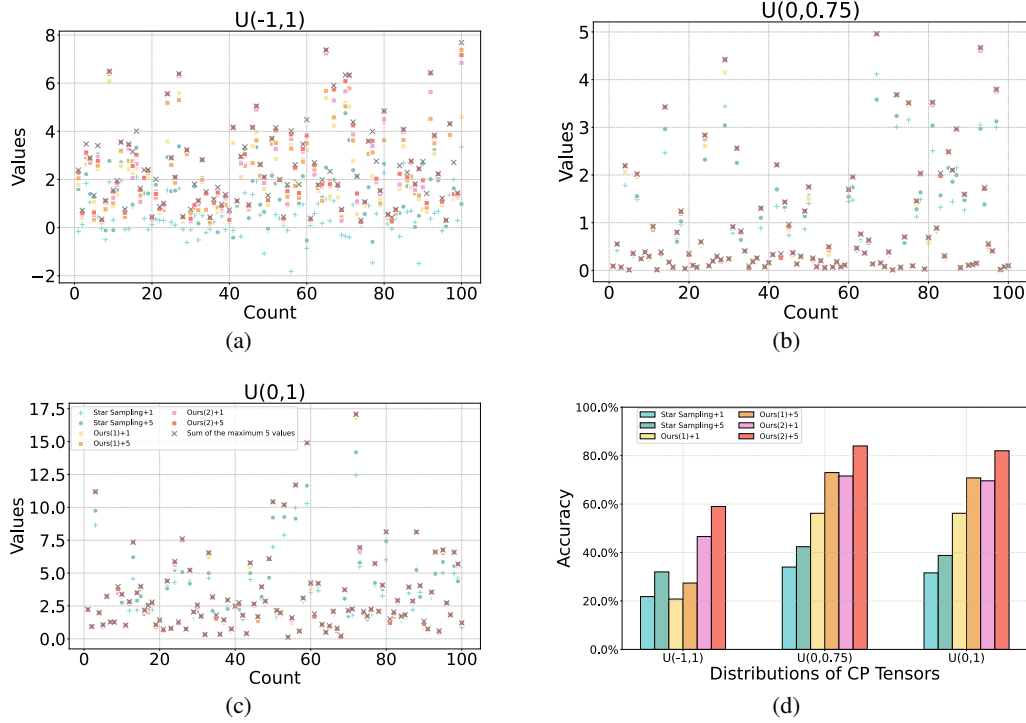 U(-1,1)
8
6
4
2
0
−2
Values
0 20 40 60 80 100
Count
(a)
U(0,0.75)
5
4
3
2
1
0
Values
0 20 40 60 80 100
Count
(b)
U(0,1)
17.5
15.0
12.5
10.0
7.5
5.0
2.5
0.0
Values
Star Sampling+1
Star Sampling+5
Ours(1)+1
Ours(1)+5
Ours(2)+1
Ours(2)+5
Sum of the maximum 5 values
0 20 40 60 80 100
Count
(c)
100.0%
80.0%
60.0%
40.0%
20.0%
0.0%
Accuracy
Star Sampling+1
Star Sampling+5
Ours(1)+1
Ours(1)+5
Ours(2)+1
Ours(2)+5
U(-1,1) U(0,0.75) U(0,1)
Distributions of CP Tensors
(d)